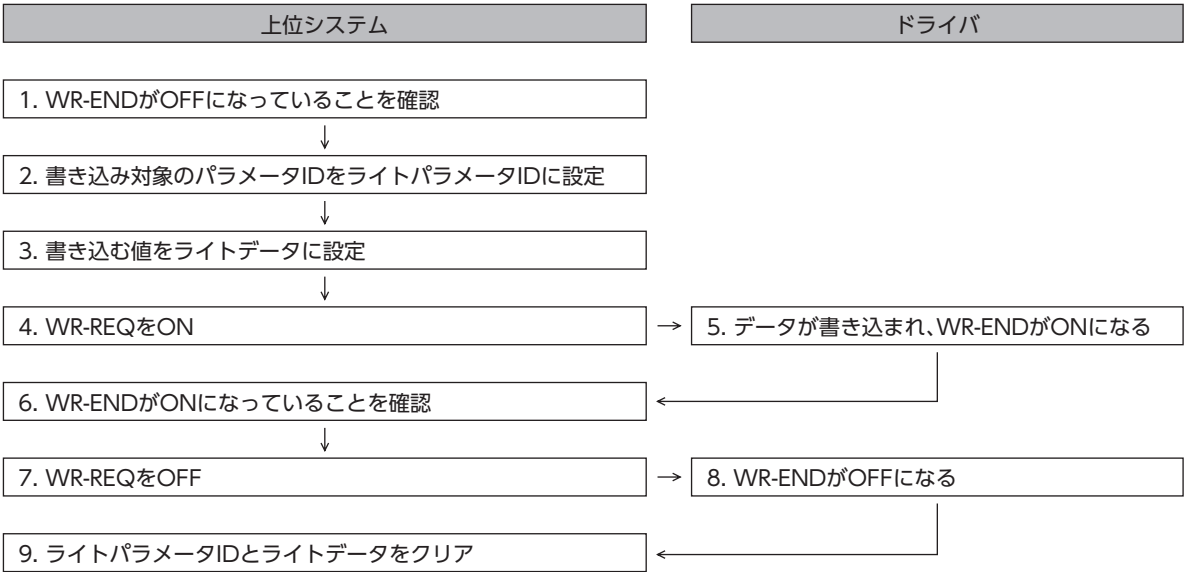 上位システム
ドライバ
1. WR-ENDがOFFになっていることを確認
2. 書き込み対象のパラメータIDをライトパラメータIDに設定
3. 書き込む値をライトデータに設定
4. WR-REQをON
5. データが書き込まれ、WR-ENDがONになる
6. WR-ENDがONになっていることを確認
7. WR-REQをOFF
8. WR-ENDがOFFになる
9. ライトパラメータIDとライトデータをクリア